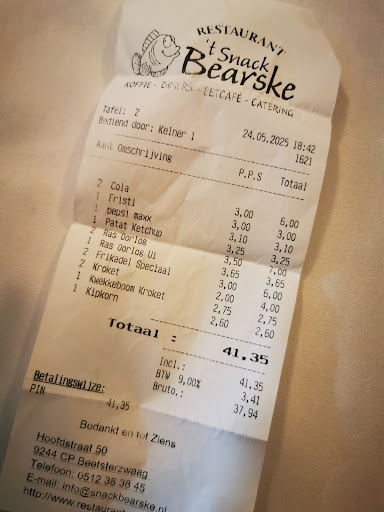 RESTAURANT
't Snack
Bearske
KOFFIE - DINERS - EETCAFÉ - CATERING
Tafel: 2
24.05.2025 18:42
Bediend door: Kelner 1
1621
Aant Omschrijving P.P.S Totaal
2 Cola 3,00 6,00
1 Fristi 3,00 3,00
1 pepsi maxx 3,10 3,10
1 Patat Ketchup 3,25 3,25
2 Ras Oorlog 3,50 7,00
1 Ras Oorlog Ui 3,65 3,65
2 Frikadel Speciaal 3,00 6,00
2 Kroket 2,00 4,00
1 Kwekkeboom Kroket 2,75 2,75
1 Kipkorn 2,60 2,60
Totaal : 41,35
Incl.: 41,35
BTW 9,00% 3,41
Bruto.: 37,94
Betalingswijze:
PIN 41,35
Bedankt en tot Ziens
Hoofdstraat 50
9244 CP Beetsterzwaag
Telefoon: 0512 38 38 45
E-mail: info@snackbearske.nl
http://www.restaurant